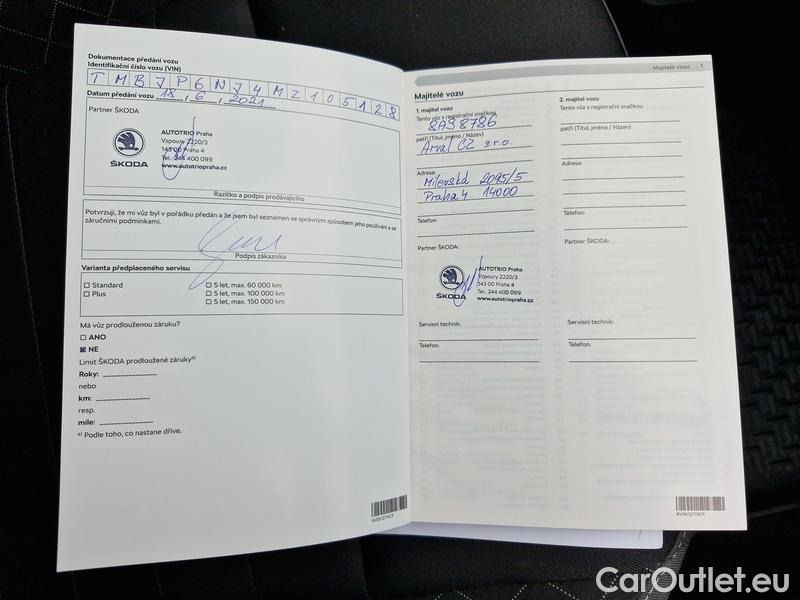 Dokumentace předání vozu
Identifikační číslo vozu (VIN)
TMBJP6NJ4MZ105128
Datum předání vozu 18. 6. 2021
Partner ŠKODA
AUTOTRIO Praha
Vzpoury 2220/3
143 00 Praha 4
Tel.: 244 400 099
www.autotriopraha.cz
ŠKODA
Razítko a podpis prodávajícího
Potvrzuji, že mi vůz byl v pořádku předán a že jsem byl seznámen se správným způsobem jeho používání a se
záručními podmínkami.
Podpis zákazníka
Varianta předplaceného servisu
Standard
Plus
5 let, max. 60 000 km
5 let, max. 100 000 km
5 let, max. 150 000 km
Má vůz prodlouženou záruku?
ANO
NE
Limit ŠKODA prodloužené záruky a)
Roky:
nebo
km:
resp.
míle:
a) Podle toho, co nastane dříve.
8V0012715CP
Majitelé vozu 1
Majitelé vozu
1. majitel vozu
Tento vůz s registrační značkou
8AS 8786
patří (Titul, jméno / Název)
Arval CZ s.r.o.
Adresa:
Milevská 2095/5
Praha 4 14000
Telefon:
Partner ŠKODA:
AUTOTRIO Praha
Vzpoury 2220/3
143 00 Praha 4
Tel.: 244 400 099
www.autotriopraha.cz
ŠKODA
Servisní technik:
Telefon:
2. majitel vozu
Tento vůz s registrační značkou
patří (Titul, jméno / Název)
Adresa:
Telefon:
Partner ŠKODA:
Servisní technik:
Telefon:
8V0012715CP
CarOutlet.eu